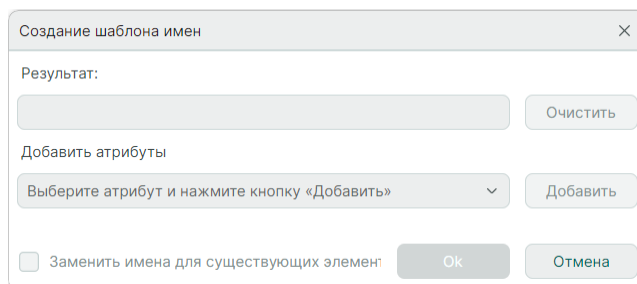 Создание шаблона имен
Результат:
Очистить
Добавить атрибуты
Выберите атрибут и нажмите кнопку «Добавить»
Добавить
Заменить имена для существующих элемент
Ok
Отмена